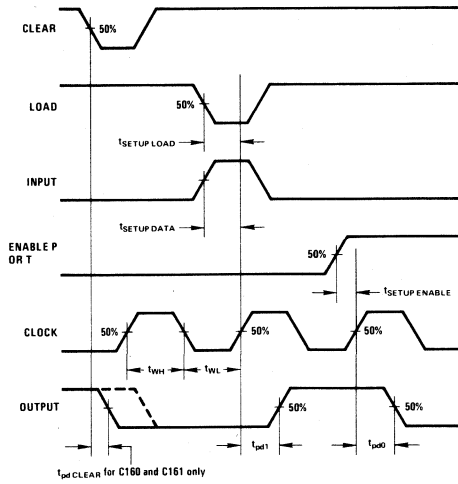 CLEAR
50%
LOAD
50%
tSETUP LOAD
INPUT
tSETUP DATA
ENABLE P
OR T
50%
tSETUP ENABLE
CLOCK
50%
50%
50%
tWH
tWL
OUTPUT
50%
50%
tpd1
tpd0
tpd CLEAR for C160 and C161 only